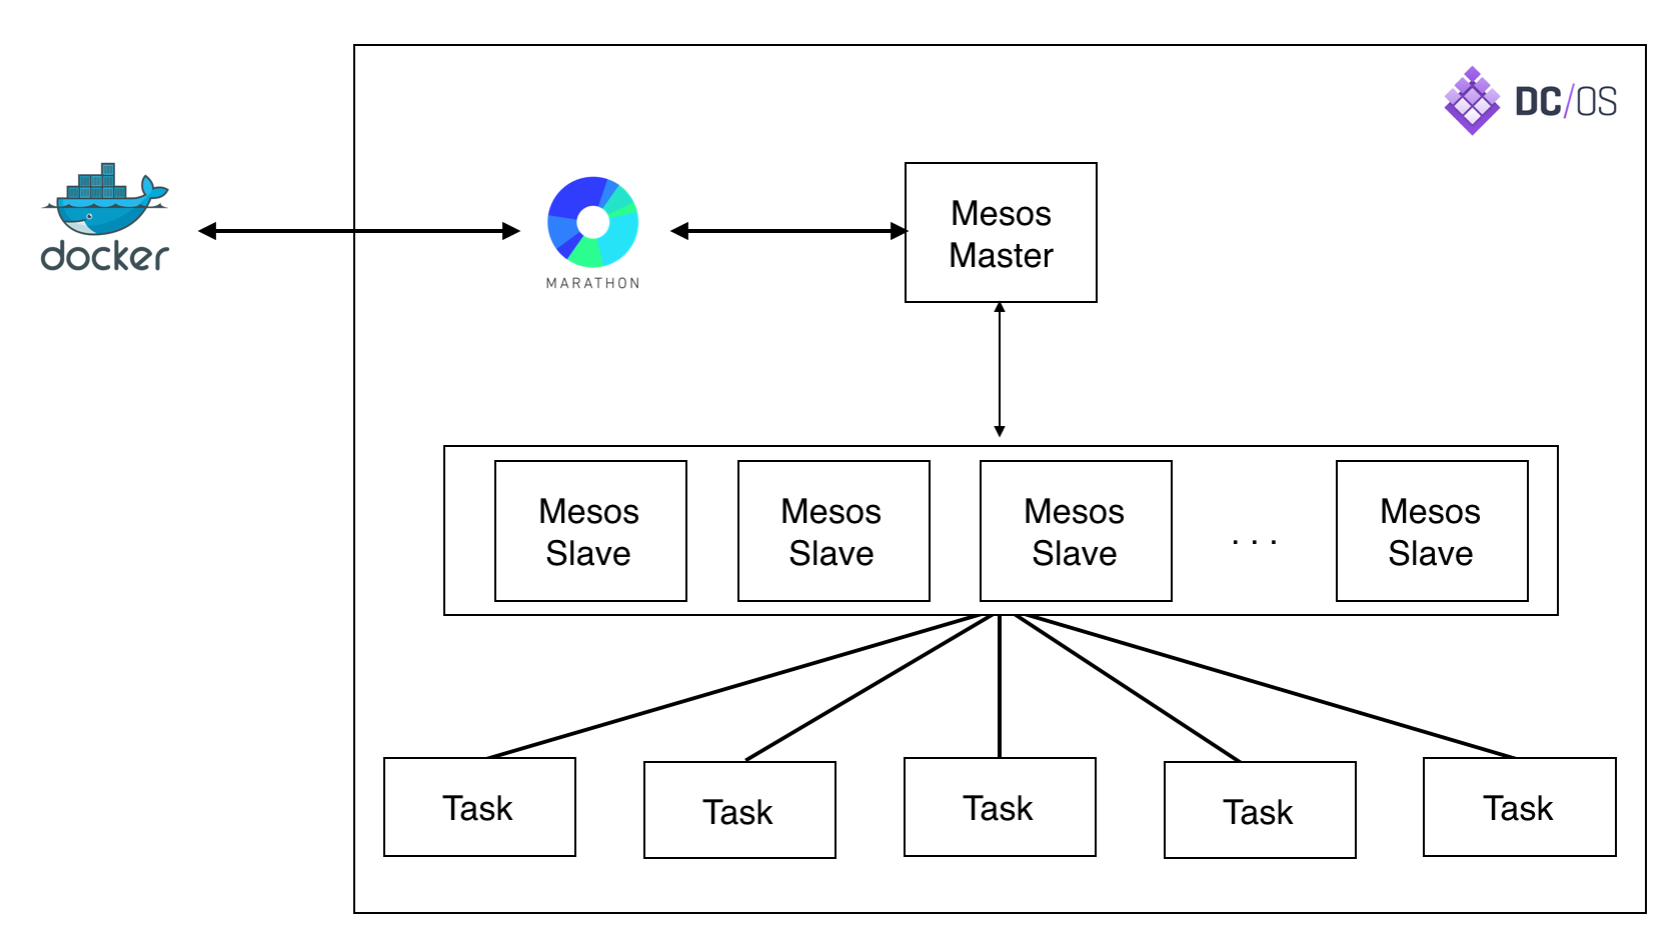 DC/OS
docker
MARATHON
Mesos
Master
Mesos
Slave
Mesos
Slave
Mesos
Slave
. . .
Mesos
Slave
Task
Task
Task
Task
Task